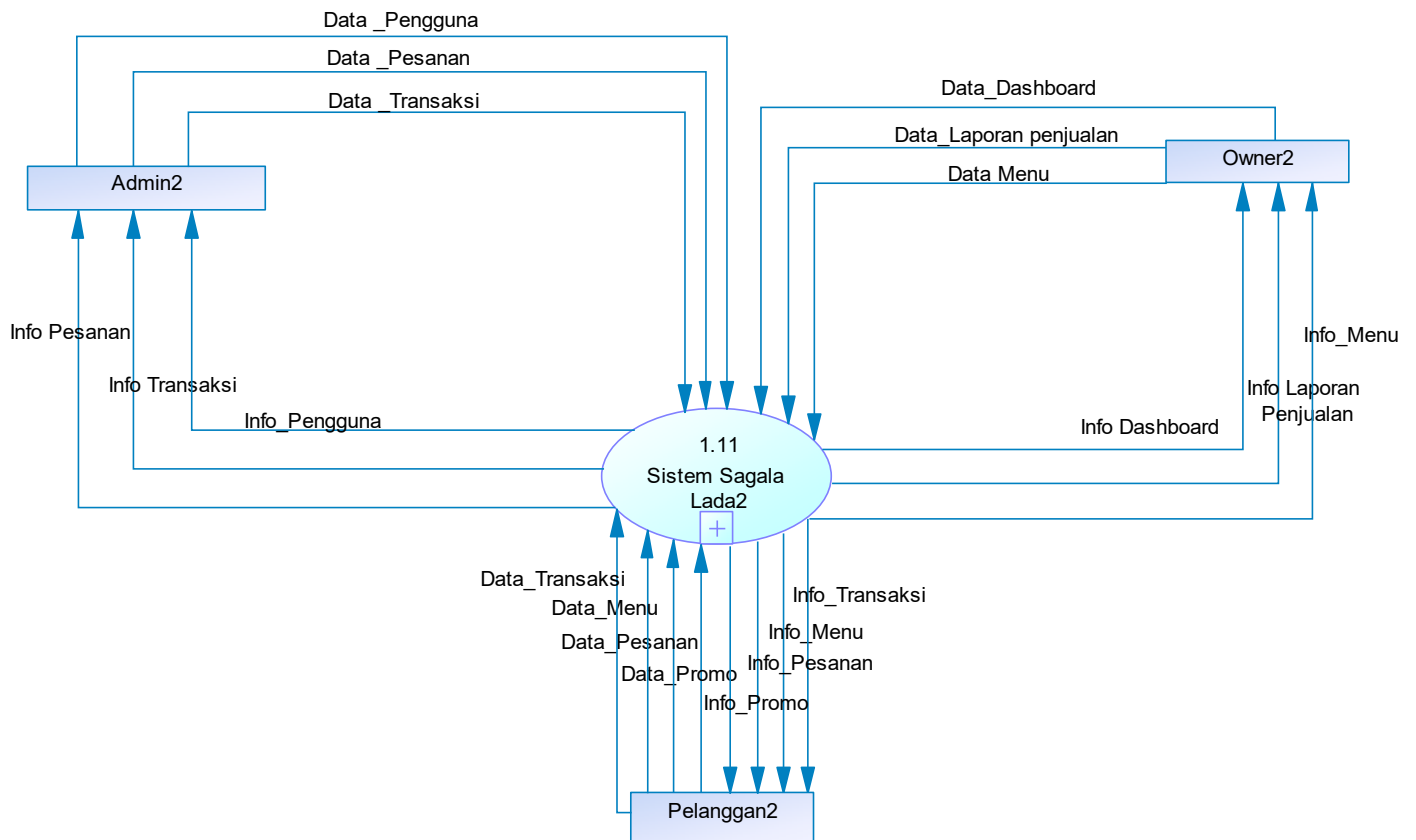 Data _Pengguna
Data _Pesanan
Data _Transaksi
Data_Dashboard
Data_Laporan penjualan
Data Menu
Admin2
Owner2
Info Pesanan
Info Transaksi
Info_Pengguna
Info_Menu
Info Laporan
Penjualan
Info Dashboard
1.11
Sistem Sagala
Lada2
Data_Transaksi
Data_Menu
Data_Pesanan
Data_Promo
Info_Transaksi
Info_Menu
Info_Pesanan
Info_Promo
Pelanggan2